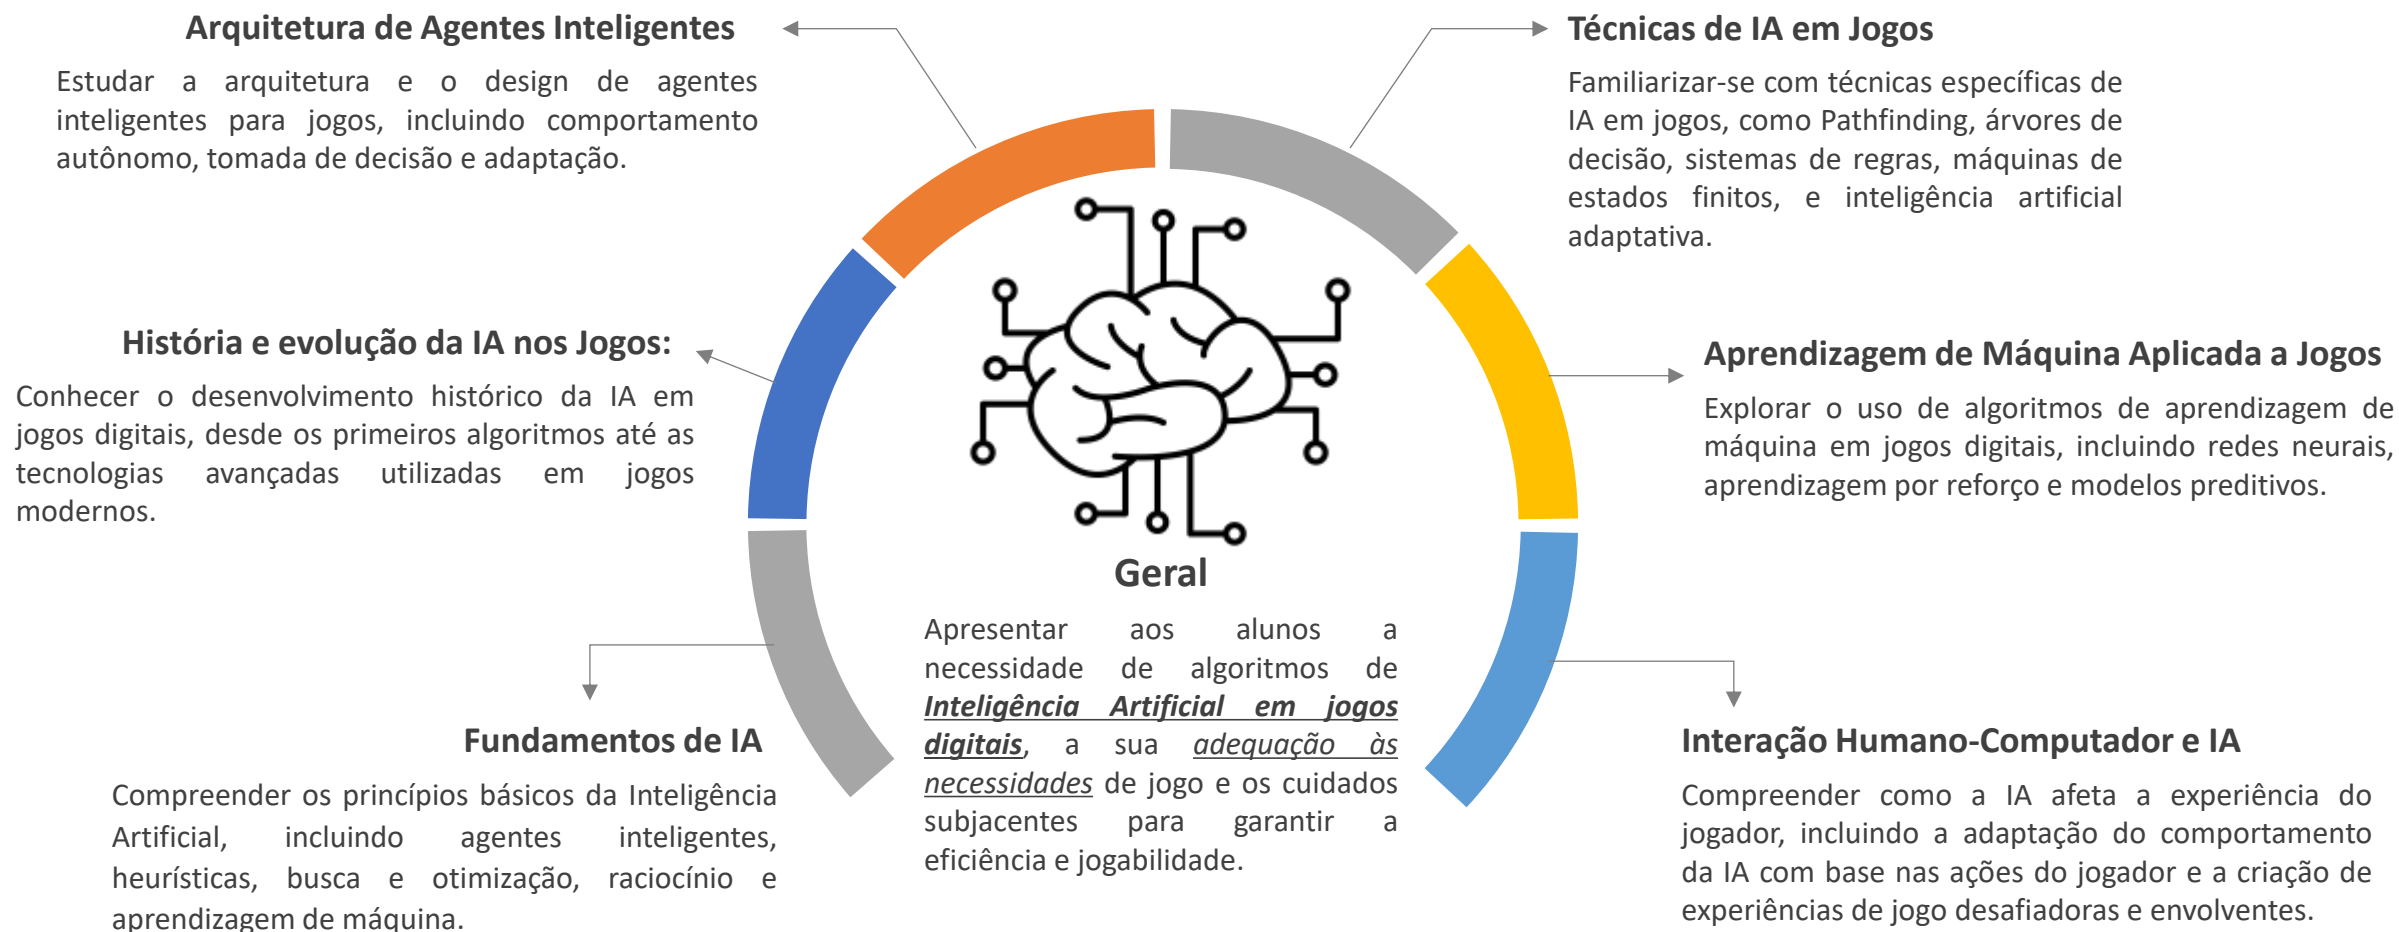 Arquitetura de Agentes Inteligentes
Estudar a arquitetura e o design de agentes
inteligentes para jogos, incluindo comportamento
autônomo, tomada de decisão e adaptação.
Técnicas de IA em Jogos
Familiarizar-se com técnicas específicas de
IA em jogos, como Pathfinding, árvores de
decisão, sistemas de regras, máquinas de
estados finitos, e inteligência artificial
adaptativa.
História e evolução da IA nos Jogos:
Conhecer o desenvolvimento histórico da IA em
jogos digitais, desde os primeiros algoritmos até as
tecnologias avançadas utilizadas em jogos
modernos.
Aprendizagem de Máquina Aplicada a Jogos
Explorar o uso de algoritmos de aprendizagem de
máquina em jogos digitais, incluindo redes neurais,
aprendizagem por reforço e modelos preditivos.
Geral
Apresentar aos alunos a
necessidade de algoritmos de
Inteligência Artificial em jogos
digitais, a sua adequação às
necessidades de jogo e os cuidados
subjacentes para garantir a
eficiência e jogabilidade.
Fundamentos de IA
Compreender os princípios básicos da Inteligência
Artificial, incluindo agentes inteligentes,
heurísticas, busca e otimização, raciocínio e
aprendizagem de máquina.
Interação Humano-Computador e IA
Compreender como a IA afeta a experiência do
jogador, incluindo a adaptação do comportamento
da IA com base nas ações do jogador e a criação de
experiências de jogo desafiadoras e envolventes.